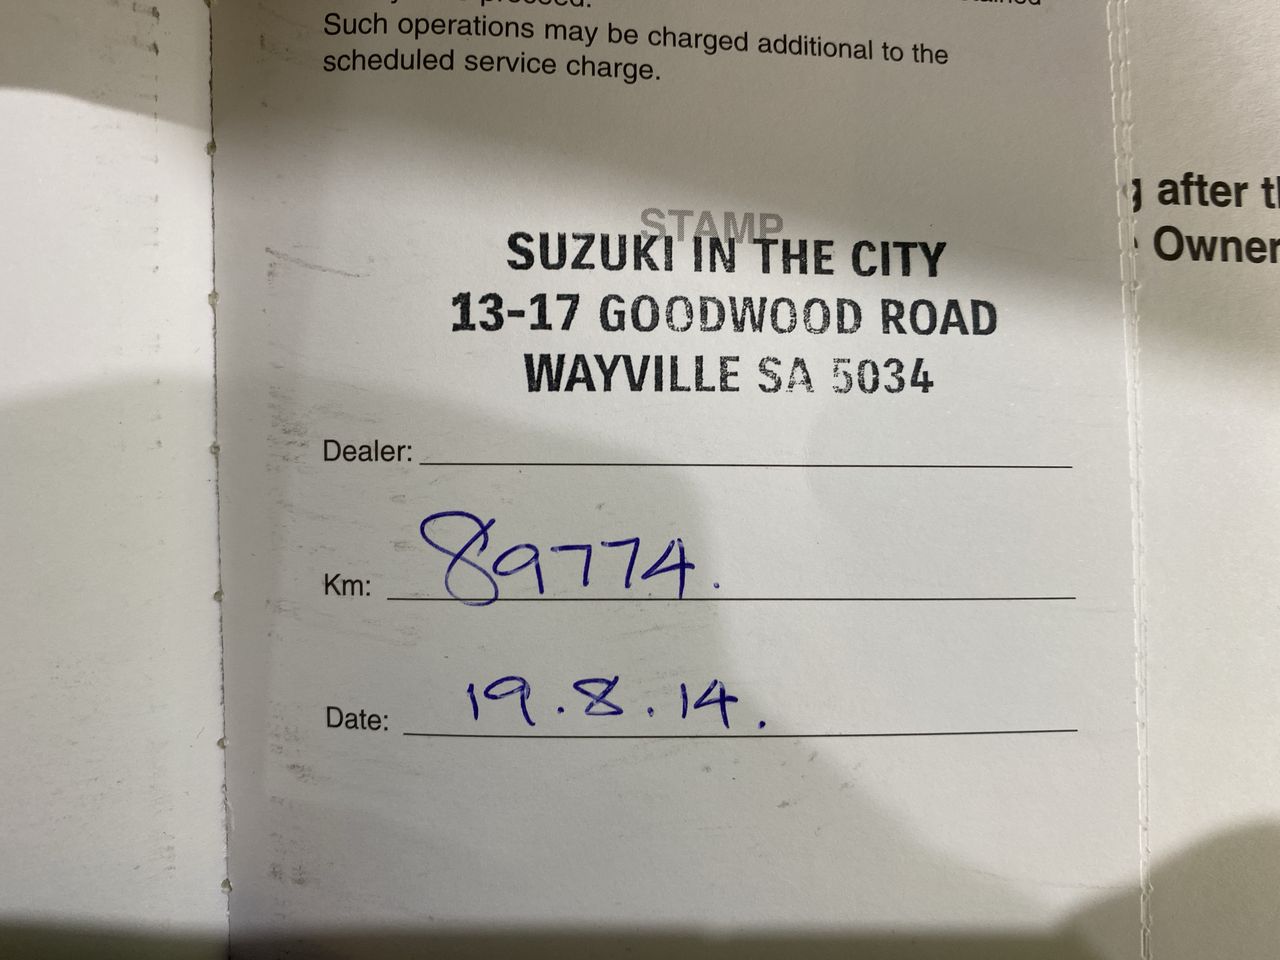 Such operations may be charged additional to the
scheduled service charge.
STAMP
SUZUKI IN THE CITY
13-17 GOODWOOD ROAD
WAYVILLE SA 5034
Dealer:
Km: 89774.
Date: 19.8.14.
after
Owner